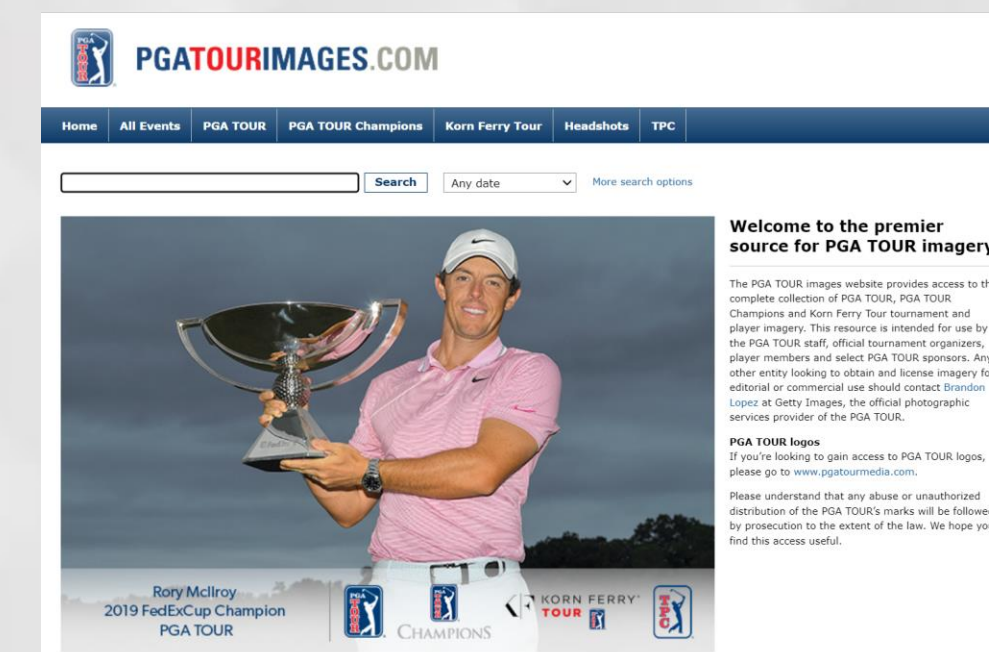 PGA
TOUR
PGATOURIMAGES.COM
Home All Events PGA TOUR PGA TOUR Champions Korn Ferry Tour Headshots TPC
Search Any date More search options
Welcome to the premier
source for PGA TOUR imagery
The PGA TOUR images website provides access to th
complete collection of PGA TOUR, PGA TOUR
Champions and Korn Ferry Tour tournament and
player imagery. This resource is intended for use by
the PGA TOUR staff, official tournament organizers,
player members and select PGA TOUR sponsors. Any
other entity looking to obtain and license imagery fo
editorial or commercial use should contact Brandon
Lopez at Getty Images, the official photographic
services provider of the PGA TOUR.
PGA TOUR logos
If you're looking to gain access to PGA TOUR logos,
please go to www.pgatourmedia.com.
Please understand that any abuse or unauthorized
distribution of the PGA TOUR's marks will be followe
by prosecution to the extent of the law. We hope you
find this access useful.
Rory McIlroy
2019 FedExCup Champion
PGA TOUR
PGA
TOUR
PGA
TOUR
CHAMPIONS
KF KORN FERRY
TOUR
TPC